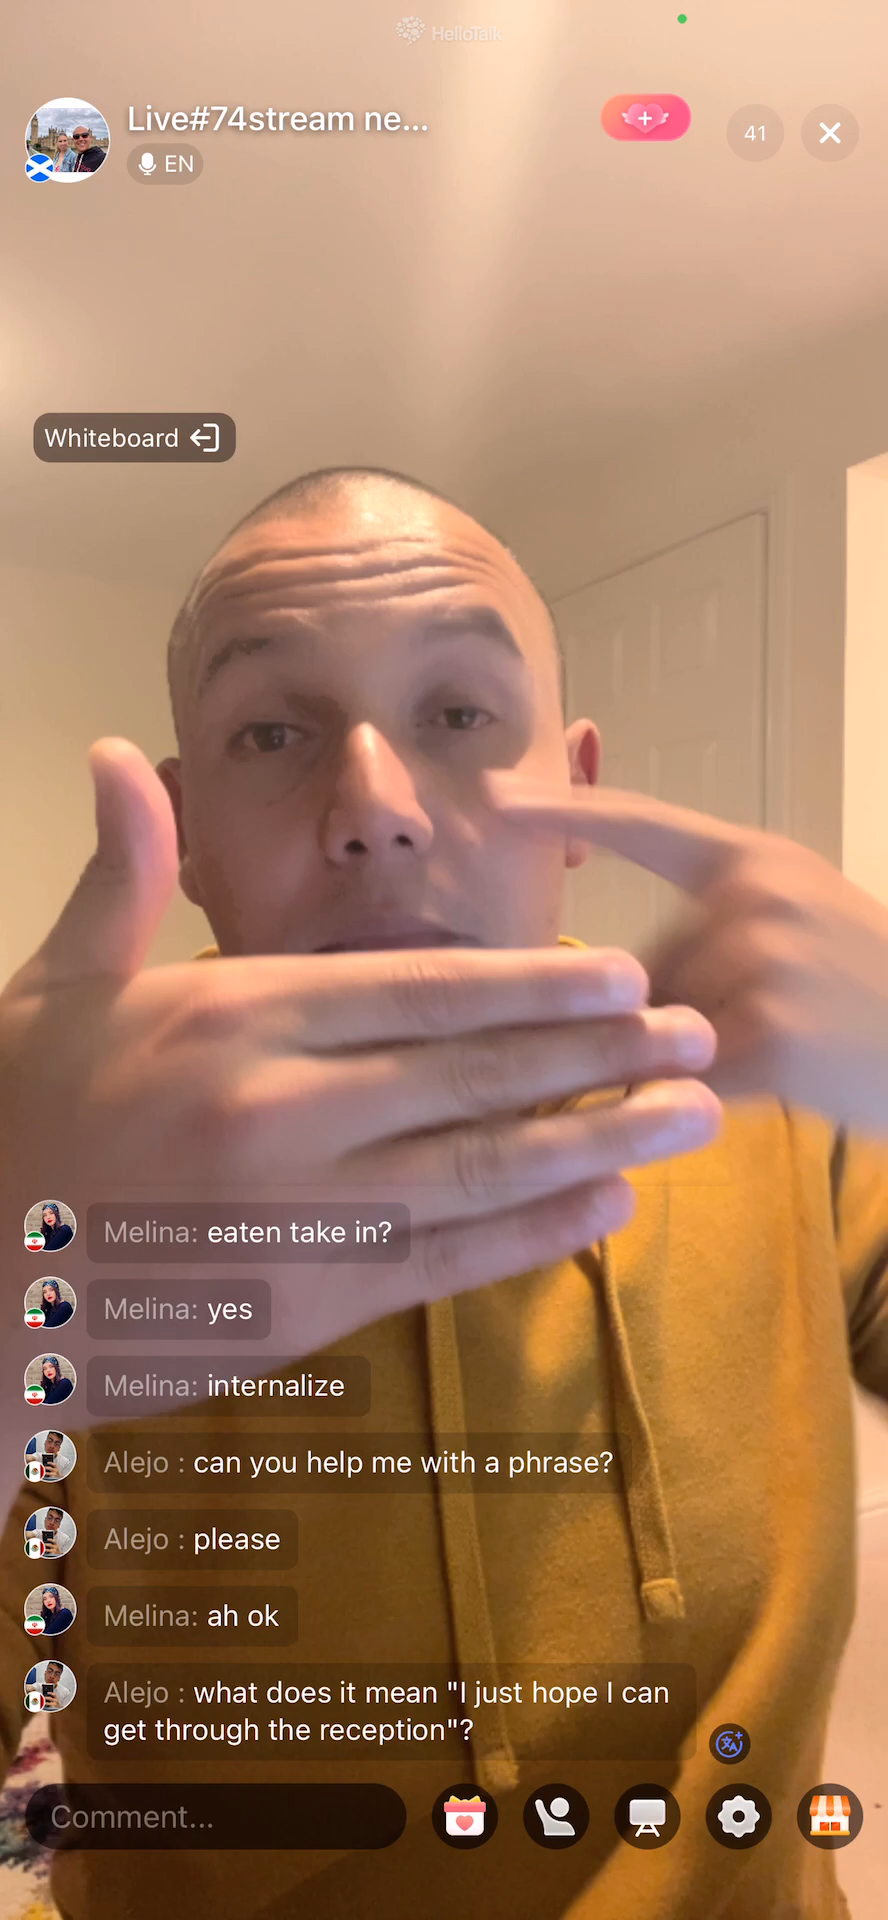 HelloTalk
Live#74stream ne...
41
EN
Whiteboard
Melina: eaten take in?
Melina: yes
Melina: internalize
Alejo : can you help me with a phrase?
Alejo : please
Melina: ah ok
Alejo : what does it mean "I just hope I can
get through the reception"?
Comment...